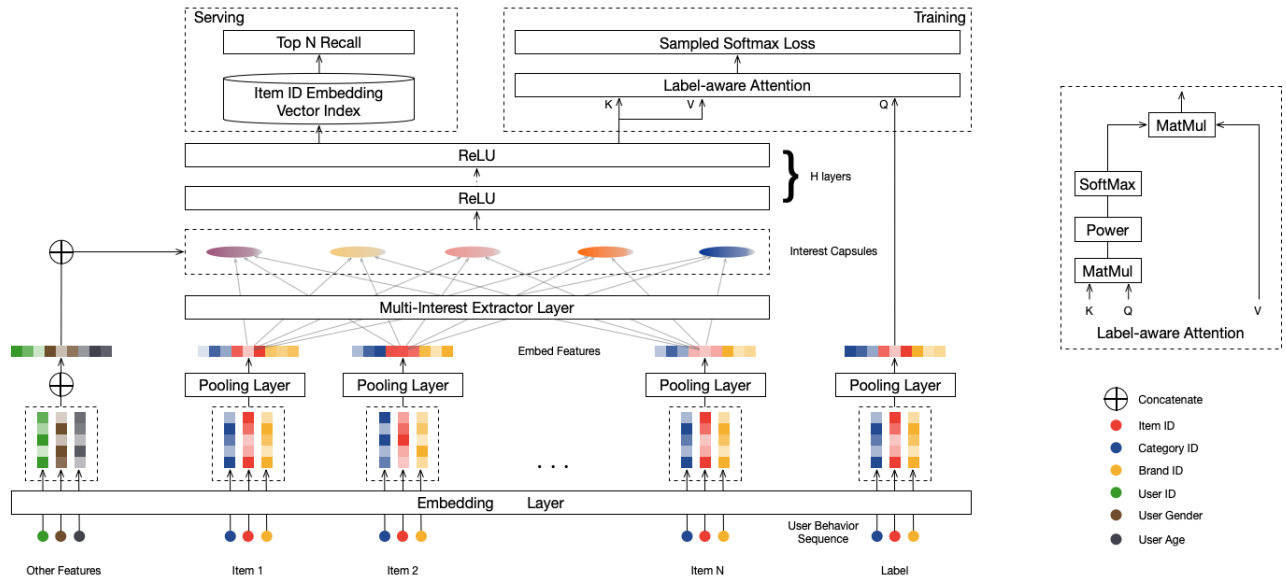 Serving
Top N Recall
Item ID Embedding
Vector Index
Training
Sampled Softmax Loss
Label-aware Attention
K
V
Q
ReLU
ReLU
H layers
Interest Capsules
Multi-Interest Extractor Layer
Embed Features
Pooling Layer
Pooling Layer
Pooling Layer
Pooling Layer
. . .
Embedding Layer
User Behavior
Sequence
Other Features
Item 1
Item 2
Item N
Label
MatMul
SoftMax
Power
MatMul
K
Q
V
Label-aware Attention
Concatenate
Item ID
Category ID
Brand ID
User ID
User Gender
User Age